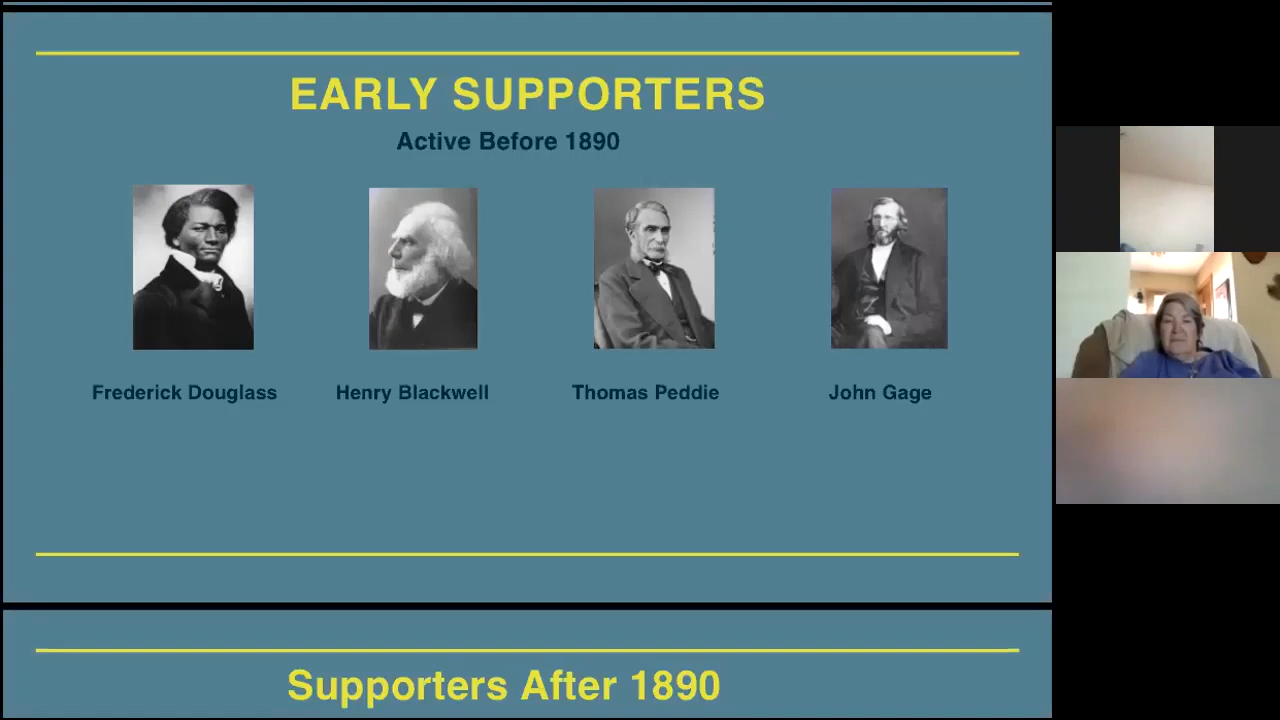 EARLY SUPPORTERS
Active Before 1890
Frederick Douglass Henry Blackwell Thomas Peddie John Gage
Supporters After 1890